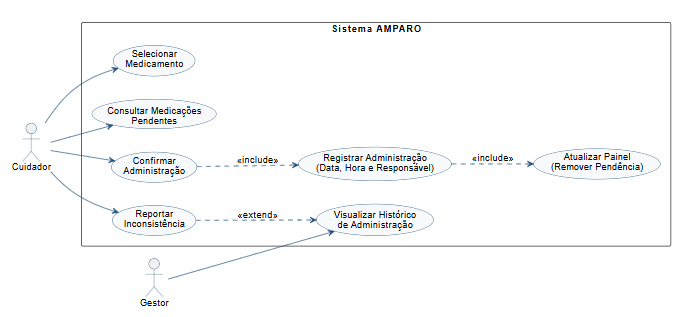 Sistema AMPARO
Selecionar
Medicamento
Consultar Medicações
Pendentes
Cuidador
Confirmar
Administração
«include»
Registrar Administração
(Data, Hora e Responsável)
«include»
Atualizar Painel
(Remover Pendência)
Reportar
Inconsistência
«extend»
Visualizar Histórico
de Administração
Gestor